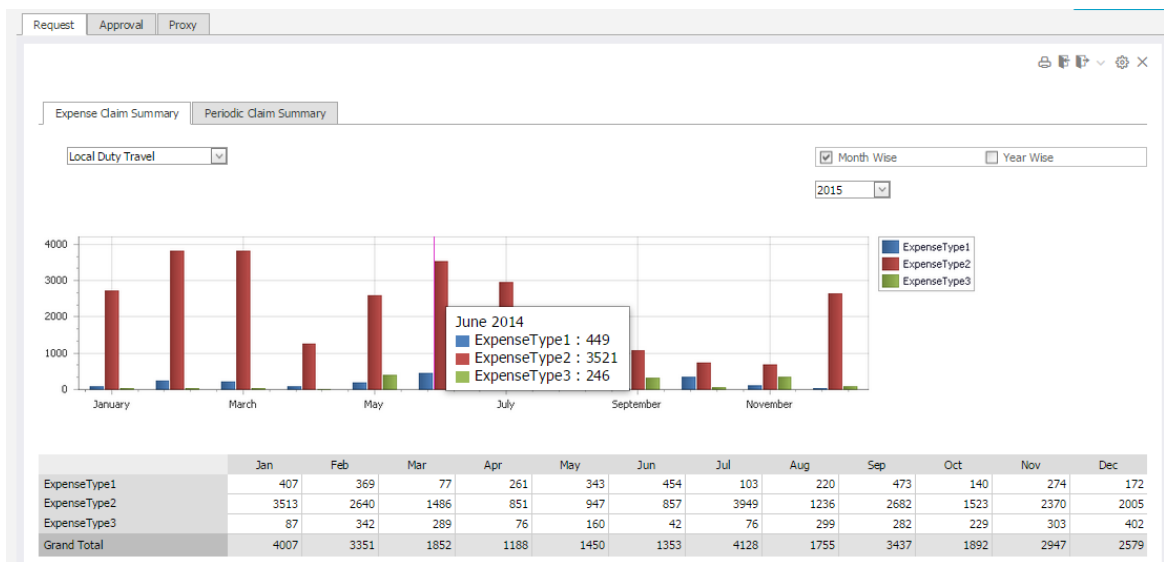 Request Approval Proxy
Expense Claim Summary Periodic Claim Summary
Local Duty Travel Month Wise Year Wise
2015
4000
ExpenseType1
ExpenseType2
3000
ExpenseType3
2000
June 2014
ExpenseType1 : 449
1000
ExpenseType2 : 3521
ExpenseType3 : 246
0
January March May July September November
Jan Feb Mar Apr May Jun Jul Aug Sep Oct Nov Dec
ExpenseType1 407 369 77 261 343 454 103 220 473 140 274 172
ExpenseType2 3513 2640 1486 851 947 857 3949 1236 2682 1523 2370 2005
ExpenseType3 87 342 289 76 160 42 76 299 282 229 303 402
Grand Total 4007 3351 1852 1188 1450 1353 4128 1755 3437 1892 2947 2579